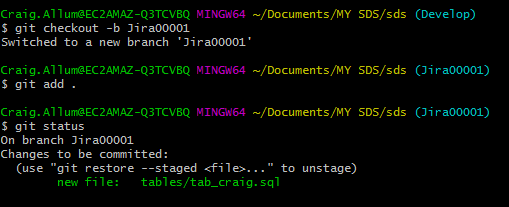 Craig.Allum@EC2AMAZ-Q3TCVBQ MINGW64 ~/Documents/MY SDS/sds (Develop)
$ git checkout -b Jira00001
Switched to a new branch 'Jira00001'
Craig.Allum@EC2AMAZ-Q3TCVBQ MINGW64 ~/Documents/MY SDS/sds (Jira00001)
$ git add .
Craig.Allum@EC2AMAZ-Q3TCVBQ MINGW64 ~/Documents/MY SDS/sds (Jira00001)
$ git status
On branch Jira00001
Changes to be committed:
  (use "git restore --staged <file>..." to unstage)
        new file:   tables/tab_craig.sql